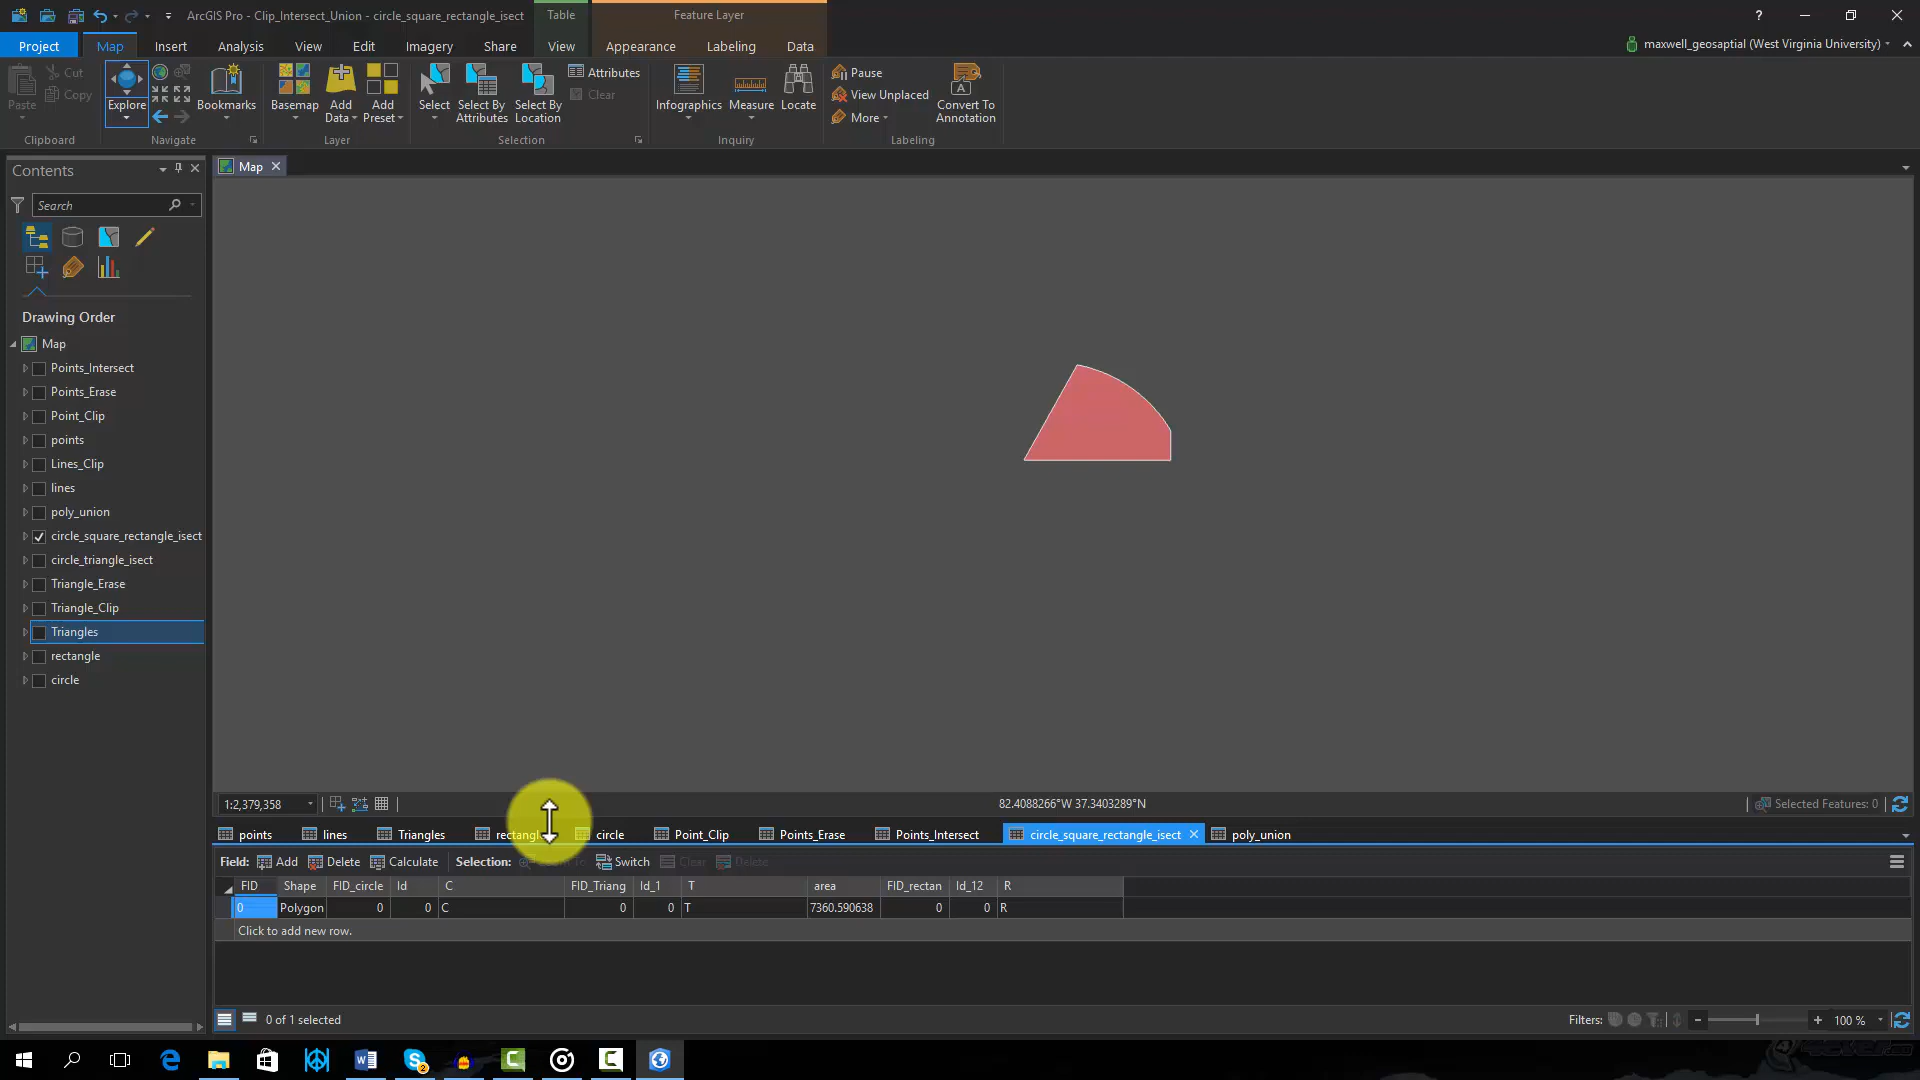 ArcGIS Pro - Clip_Intersect_Union - circle_square_rectangle_isect
Table
Feature Layer
?
Project
Map
Insert
Analysis
View
Edit
Imagery
Share
View
Appearance
Labeling
Data
maxwell_geosaptial (West Virginia University)
Paste
Cut
Copy
Clipboard
Explore
Navigate
Bookmarks
Basemap
Add Data
Add Preset
Layer
Select
Select By Attributes
Select By Location
Attributes
Clear
Selection
Infographics
Measure
Locate
Inquiry
Pause
View Unplaced
More
Convert To Annotation
Labeling
Contents
Search
Drawing Order
Map
Points_Intersect
Points_Erase
Point_Clip
points
Lines_Clip
lines
poly_union
circle_square_rectangle_isect
circle_triangle_isect
Triangle_Erase
Triangle_Clip
Triangles
rectangle
circle
Map
1:2,379,358
82.4088266°W 37.3403289°N
Selected Features: 0
points
lines
Triangles
circle
Point_Clip
Points_Erase
Points_Intersect
circle_square_rectangle_isect
poly_union
Field: Add Delete Calculate Selection: Switch Clear Delete
FID Shape FID_circle Id C FID_Triang Id_1 T area FID_rectan Id_12 R
0 Polygon 0 0 C 0 0 T 7360.590638 0 0 R
Click to add new row.
0 of 1 selected
Filters:
100 %